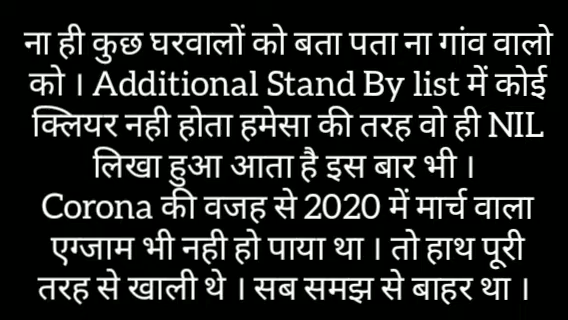 ना ही कुछ घरवालों को बता पता ना गांव वालो
को । Additional Stand By list में कोई
क्लियर नही होता हमेसा की तरह वो ही NIL
लिखा हुआ आता है इस बार भी ।
Corona की वजह से 2020 में मार्च वाला
एग्जाम भी नही हो पाया था । तो हाथ पूरी
तरह से खाली थे । सब समझ से बाहर था ।